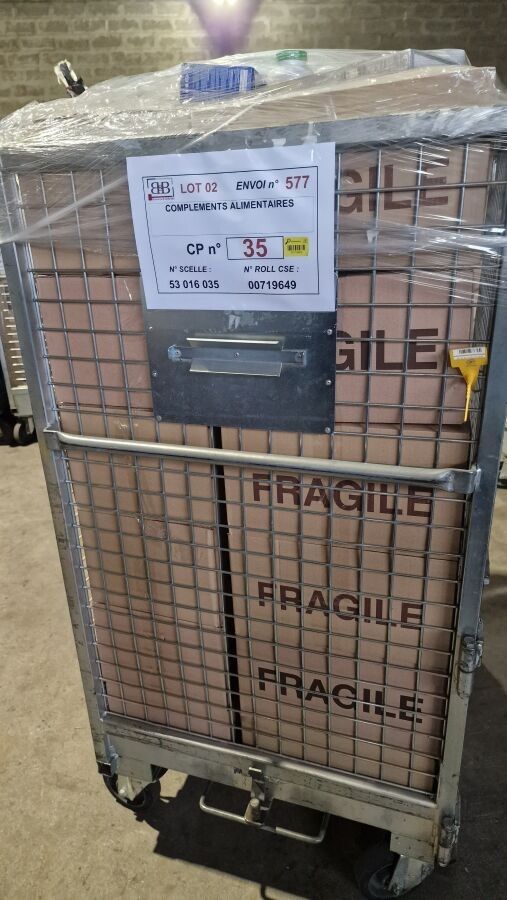 BHB LOT 02 ENVOI n° 577
COMPLEMENTS ALIMENTAIRES
CP n° 35
N° SCELLE : N° ROLL CSE :
53 016 035 00719649
GILE
GILE
FRAGILE
FRAGILE
FRAGILE